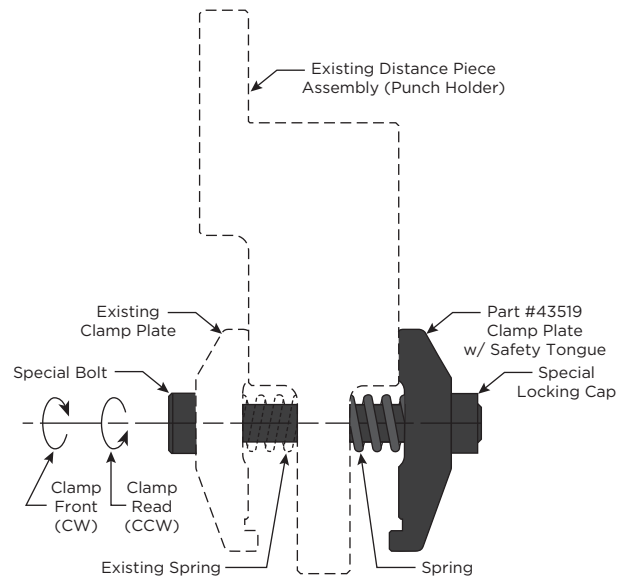 Existing Distance Piece
Assembly (Punch Holder)
Existing
Clamp Plate
Part #43519
Clamp Plate
w/ Safety Tongue
Special Bolt
Special
Locking Cap
Clamp
Front
(CW)
Clamp
Read
(CCW)
Existing Spring
Spring